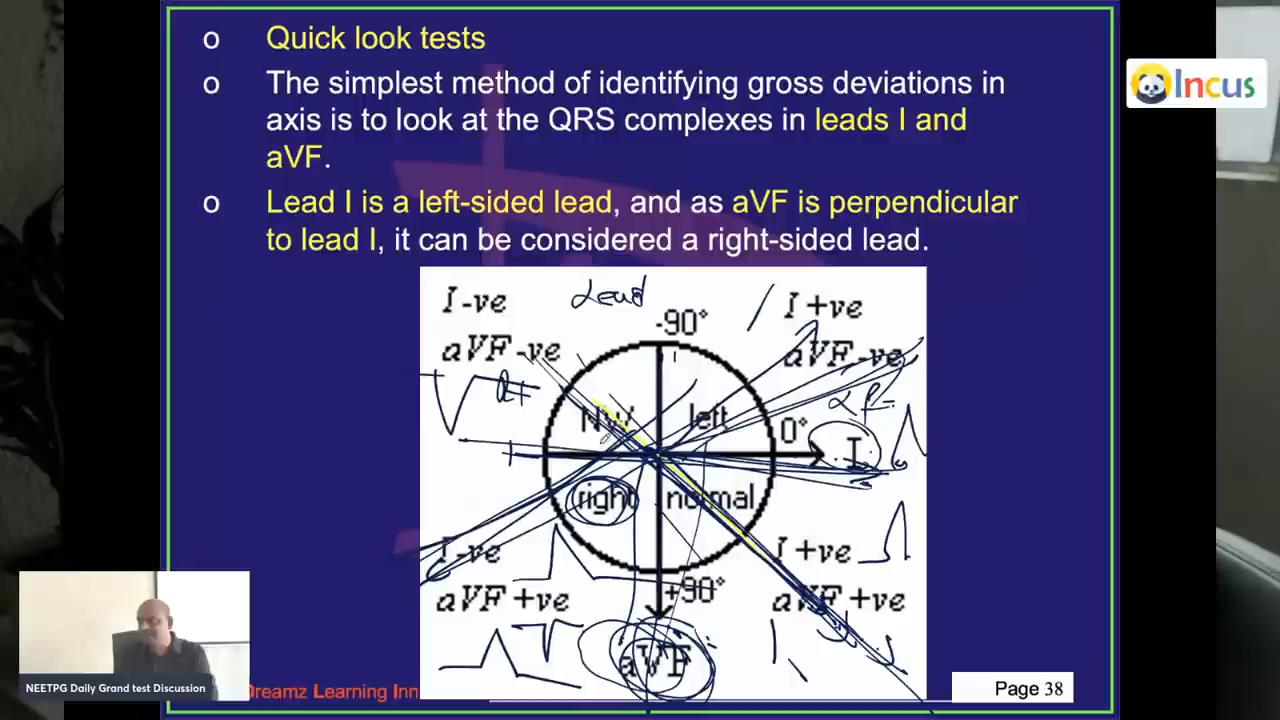 o Quick look tests
o The simplest method of identifying gross deviations in
axis is to look at the QRS complexes in leads I and
aVF.
o Lead I is a left-sided lead, and as aVF is perpendicular
to lead I, it can be considered a right-sided lead.
Incus
I -ve
aVF -ve
Lead
-90°
I +ve
aVF -ve
NW
left
0°
I
right
normal
I -ve
aVF +ve
+90°
I +ve
aVF +ve
aVF
NEETPG Daily Grand test Discussion
Dreamz Learning Inn
Page 38